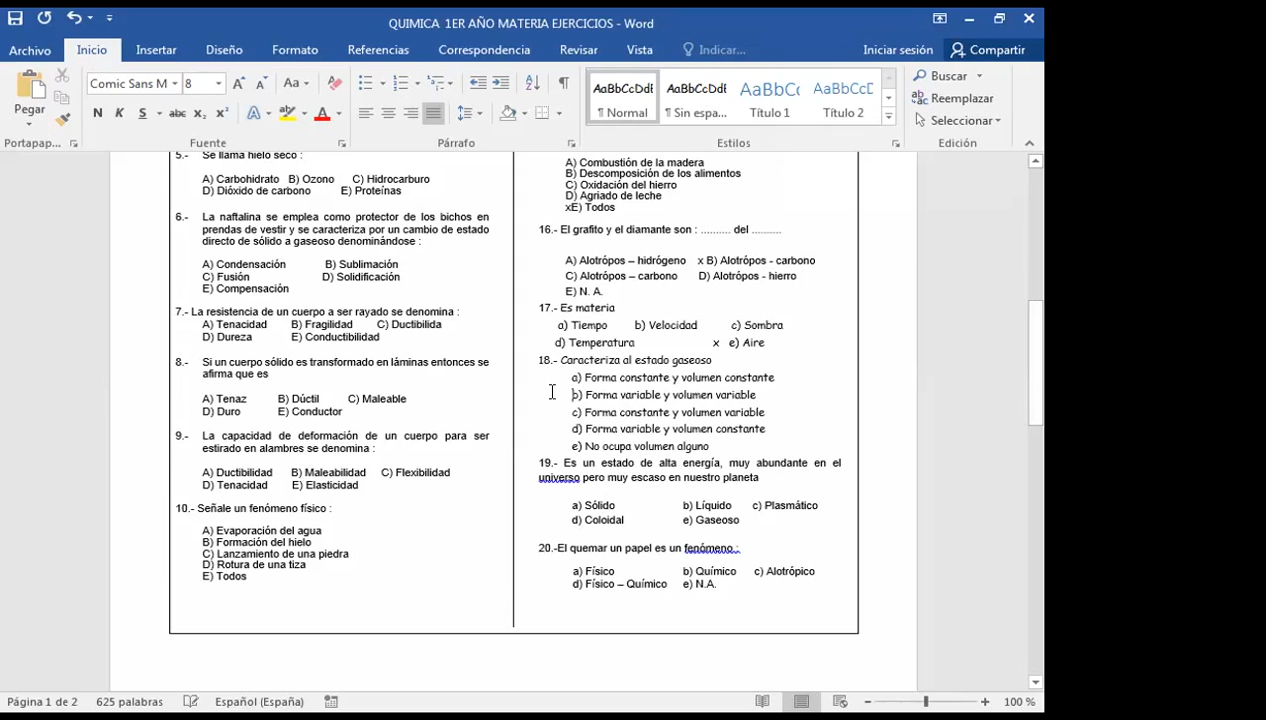 QUIMICA 1ER AÑO MATERIA EJERCICIOS - Word
Archivo Inicio Insertar Diseño Formato Referencias Correspondencia Revisar Vista Indicar... Iniciar sesión Compartir
Comic Sans M 8 Aa
Pegar
N K S abc x₂ x² A A
AaBbCcDdE AaBbCcDdE AaBbCc AaBbCcD
¶ Normal ¶ Sin espa... Título 1 Título 2
Buscar
Reemplazar
Seleccionar
Portapap... Fuente Párrafo Estilos Edición
5.- Se llama hielo seco :
A) Carbohidrato B) Ozono C) Hidrocarburo
D) Dióxido de carbono E) Proteínas
6.- La naftalina se emplea como protector de los bichos en
prendas de vestir y se caracteriza por un cambio de estado
directo de sólido a gaseoso denominándose :
A) Condensación B) Sublimación
C) Fusión D) Solidificación
E) Compensación
7.- La resistencia de un cuerpo a ser rayado se denomina :
A) Tenacidad B) Fragilidad C) Ductibilida
D) Dureza E) Conductibilidad
8.- Si un cuerpo sólido es transformado en láminas entonces se
afirma que es
A) Tenaz B) Dúctil C) Maleable
D) Duro E) Conductor
9.- La capacidad de deformación de un cuerpo para ser
estirado en alambres se denomina :
A) Ductibilidad B) Maleabilidad C) Flexibilidad
D) Tenacidad E) Elasticidad
10.- Señale un fenómeno físico :
A) Evaporación del agua
B) Formación del hielo
C) Lanzamiento de una piedra
D) Rotura de una tiza
E) Todos
A) Combustión de la madera
B) Descomposición de los alimentos
C) Oxidación del hierro
D) Agriado de leche
xE) Todos
16.- El grafito y el diamante son : .......... del ..........
A) Alotrópos – hidrógeno x B) Alotrópos - carbono
C) Alotrópos – carbono D) Alotrópos - hierro
E) N. A.
17.- Es materia
a) Tiempo b) Velocidad c) Sombra
d) Temperatura x e) Aire
18.- Caracteriza al estado gaseoso
a) Forma constante y volumen constante
b) Forma variable y volumen variable
c) Forma constante y volumen variable
d) Forma variable y volumen constante
e) No ocupa volumen alguno
19.- Es un estado de alta energía, muy abundante en el
universo pero muy escaso en nuestro planeta
a) Sólido b) Líquido c) Plasmático
d) Coloidal e) Gaseoso
20.-El quemar un papel es un fenómeno :
a) Físico b) Químico c) Alotrópico
d) Físico – Químico e) N.A.
Página 1 de 2 625 palabras Español (España) 100 %